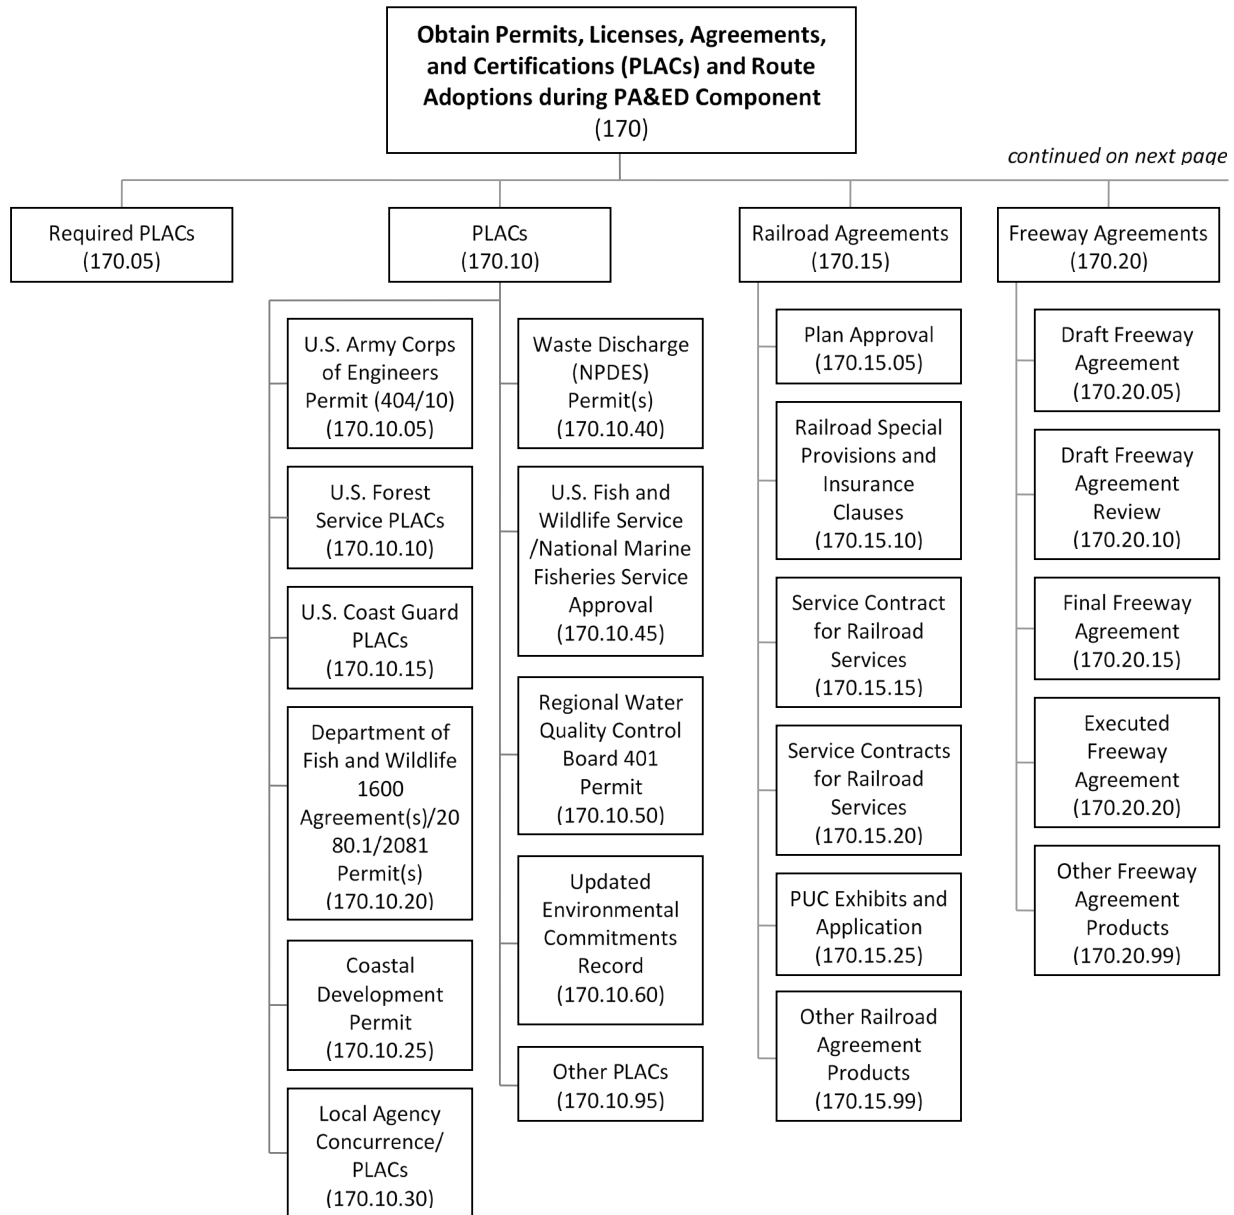 Obtain Permits, Licenses, Agreements,
and Certifications (PLACs) and Route
Adoptions during PA&ED Component
(170)
continued on next page
Required PLACs
(170.05)
PLACs
(170.10)
Railroad Agreements
(170.15)
Freeway Agreements
(170.20)
U.S. Army Corps
of Engineers
Permit (404/10)
(170.10.05)
U.S. Forest
Service PLACs
(170.10.10)
U.S. Coast Guard
PLACs
(170.10.15)
Department of
Fish and Wildlife
1600
Agreement(s)/20
80.1/2081
Permit(s)
(170.10.20)
Coastal
Development
Permit
(170.10.25)
Local Agency
Concurrence/
PLACs
(170.10.30)
Waste Discharge
(NPDES)
Permit(s)
(170.10.40)
U.S. Fish and
Wildlife Service
/National Marine
Fisheries Service
Approval
(170.10.45)
Regional Water
Quality Control
Board 401
Permit
(170.10.50)
Updated
Environmental
Commitments
Record
(170.10.60)
Other PLACs
(170.10.95)
Plan Approval
(170.15.05)
Railroad Special
Provisions and
Insurance
Clauses
(170.15.10)
Service Contract
for Railroad
Services
(170.15.15)
Service Contracts
for Railroad
Services
(170.15.20)
PUC Exhibits and
Application
(170.15.25)
Other Railroad
Agreement
Products
(170.15.99)
Draft Freeway
Agreement
(170.20.05)
Draft Freeway
Agreement
Review
(170.20.10)
Final Freeway
Agreement
(170.20.15)
Executed
Freeway
Agreement
(170.20.20)
Other Freeway
Agreement
Products
(170.20.99)